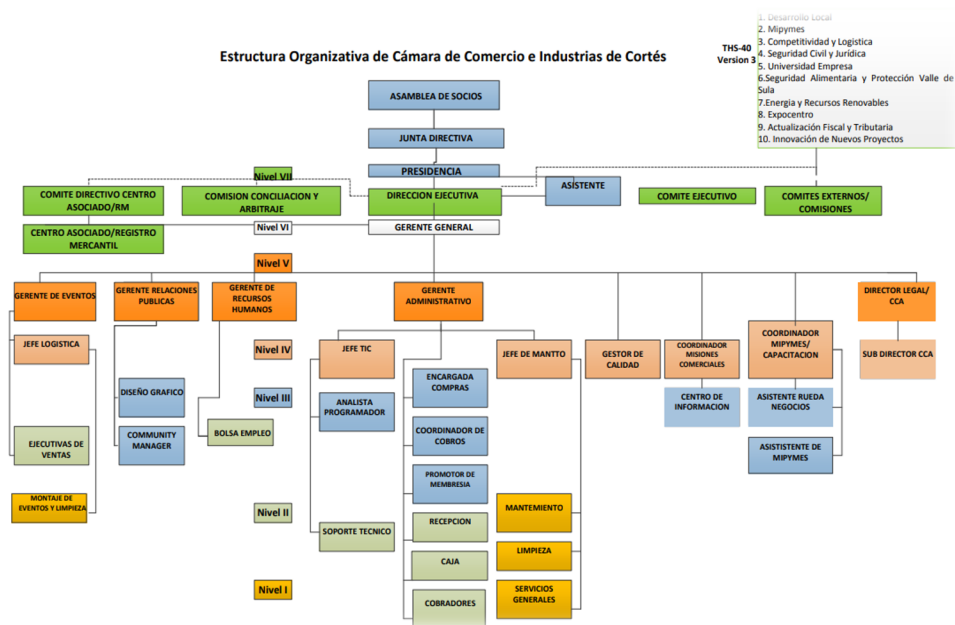 1. Desarrollo Local
2. Mipymes
3. Competitividad y Logistica
4. Seguridad Civil y Jurídica
5. Universidad Empresa
6.Seguridad Alimentaria y Protección Valle de
Sula
7.Energia y Recursos Renovables
8. Expocentro
9. Actualización Fiscal y Tributaria
10. Innovación de Nuevos Proyectos
THS-40
Version 3
Estructura Organizativa de Cámara de Comercio e Industrias de Cortés
ASAMBLEA DE SOCIOS
JUNTA DIRECTIVA
PRESIDENCIA
Nivel VII
COMITE DIRECTIVO CENTRO
ASOCIADO/RM
COMISION CONCILIACION Y
ARBITRAJE
DIRECCION EJECUTIVA
ASISTENTE
COMITE EJECUTIVO
COMITES EXTERNOS/
COMISIONES
CENTRO ASOCIADO/REGISTRO
MERCANTIL
Nivel VI
GERENTE GENERAL
Nivel V
GERENTE DE EVENTOS
GERENTE RELACIONES
PUBLICAS
GERENTE DE
RECURSOS
HUMANOS
GERENTE
ADMINISTRATIVO
DIRECTOR LEGAL/
CCA
JEFE LOGISTICA
Nivel IV
JEFE TIC
JEFE DE MANTTO
GESTOR DE
CALIDAD
COORDINADOR
MISIONES
COMERCIALES
COORDINADOR
MIPYMES/
CAPACITACION
SUB DIRECTOR CCA
DISEÑO GRAFICO
Nivel III
ANALISTA
PROGRAMADOR
ENCARGADA
COMPRAS
CENTRO DE
INFORMACION
ASISTENTE RUEDA
NEGOCIOS
EJECUTIVAS DE
VENTAS
COMMUNITY
MANAGER
BOLSA EMPLEO
COORDINADOR DE
COBROS
ASISTISTENTE DE
MIPYMES
PROMOTOR DE
MEMBRESIA
MONTAJE DE
EVENTOS Y LIMPIEZA
Nivel II
SOPORTE TECNICO
RECEPCION
MANTEMIENTO
CAJA
LIMPIEZA
Nivel I
COBRADORES
SERVICIOS
GENERALES